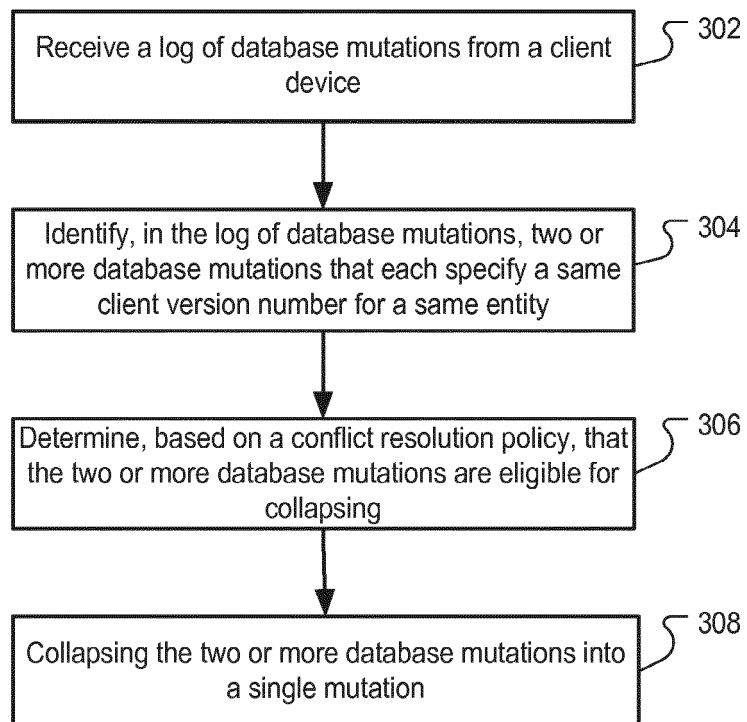 Receive a log of database mutations from a client
device
302
Identify, in the log of database mutations, two or
more database mutations that each specify a same
client version number for a same entity
304
Determine, based on a conflict resolution policy, that
the two or more database mutations are eligible for
collapsing
306
Collapsing the two or more database mutations into
a single mutation
308